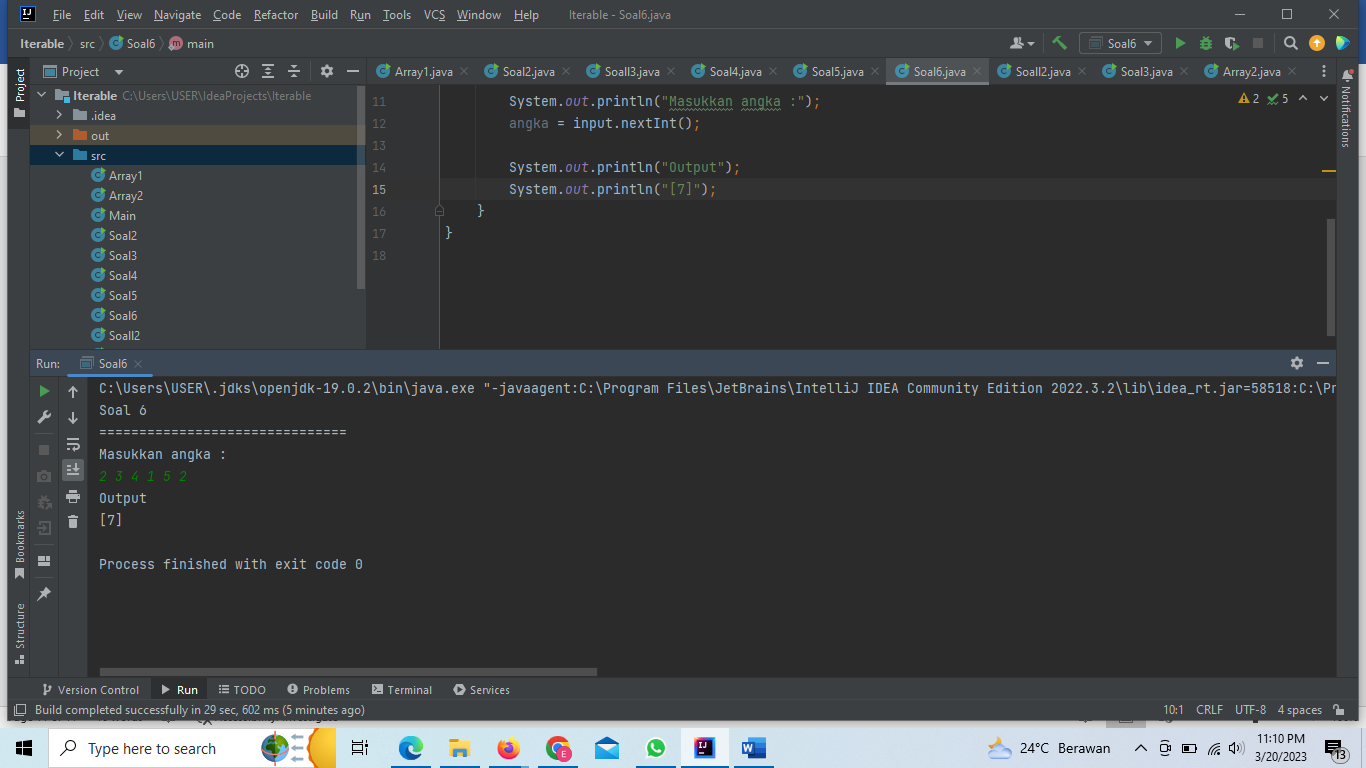 File Edit View Navigate Code Refactor Build Run Tools VCS Window Help Iterable - Soal6.java
Iterable src Soal6 main Soal6
Project Array1.java Soal2.java Soall3.java Soal4.java Soal5.java Soal6.java Soall2.java Soal3.java Array2.java
Project
Notifications
Iterable C:\Users\USER\IdeaProjects\Iterable
.idea
out
src
Array1
Array2
Main
Soal2
Soal3
Soal4
Soal5
Soal6
Soall2
11 System.out.println("Masukkan angka :");
12 angka = input.nextInt();
13
14 System.out.println("Output");
15 System.out.println("[7]");
16 }
17 }
18
2 5
Run: Soal6
C:\Users\USER\.jdks\openjdk-19.0.2\bin\java.exe "-javaagent:C:\Program Files\JetBrains\IntelliJ IDEA Community Edition 2022.3.2\lib\idea_rt.jar=58518:C:\Pr
Soal 6
===============================
Masukkan angka :
2 3 4 1 5 2
Output
[7]
Process finished with exit code 0
Bookmarks
Structure
Version Control Run TODO Problems Terminal Services
Build completed successfully in 29 sec, 602 ms (5 minutes ago) 10:1 CRLF UTF-8 4 spaces
Type here to search 24°C Berawan 11:10 PM
3/20/2023 13